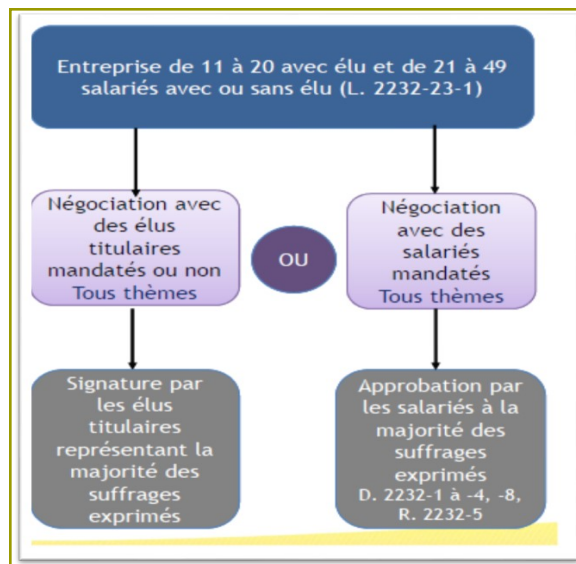 Entreprise de 11 à 20 avec élu et de 21 à 49
salariés avec ou sans élu (L. 2232-23-1)
Négociation avec
des élus
titulaires
mandatés ou non
Tous thèmes
OU
Négociation
avec des
salariés
mandatés
Tous thèmes
Signature par
les élus
titulaires
représentant la
majorité des
suffrages
exprimés
Approbation par
les salariés à la
majorité des
suffrages
exprimés
D. 2232-1 à -4, -8,
R. 2232-5